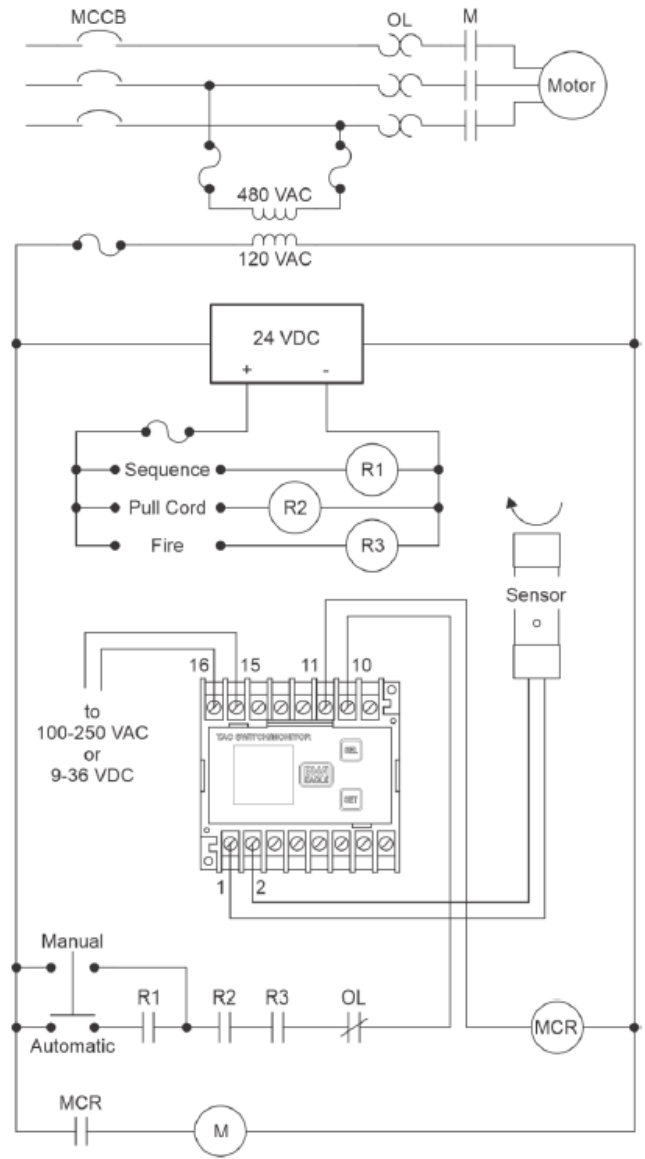 MCCB
OL
M
Motor
480 VAC
120 VAC
24 VDC
+
-
Sequence
R1
Pull Cord
R2
Fire
R3
Sensor
16
15
11
10
to
100-250 VAC
or
9-36 VDC
TAC SWITCH/MONITOR
SEL
EAGLE
SET
1
2
Manual
R1
R2
R3
OL
Automatic
MCR
MCR
M